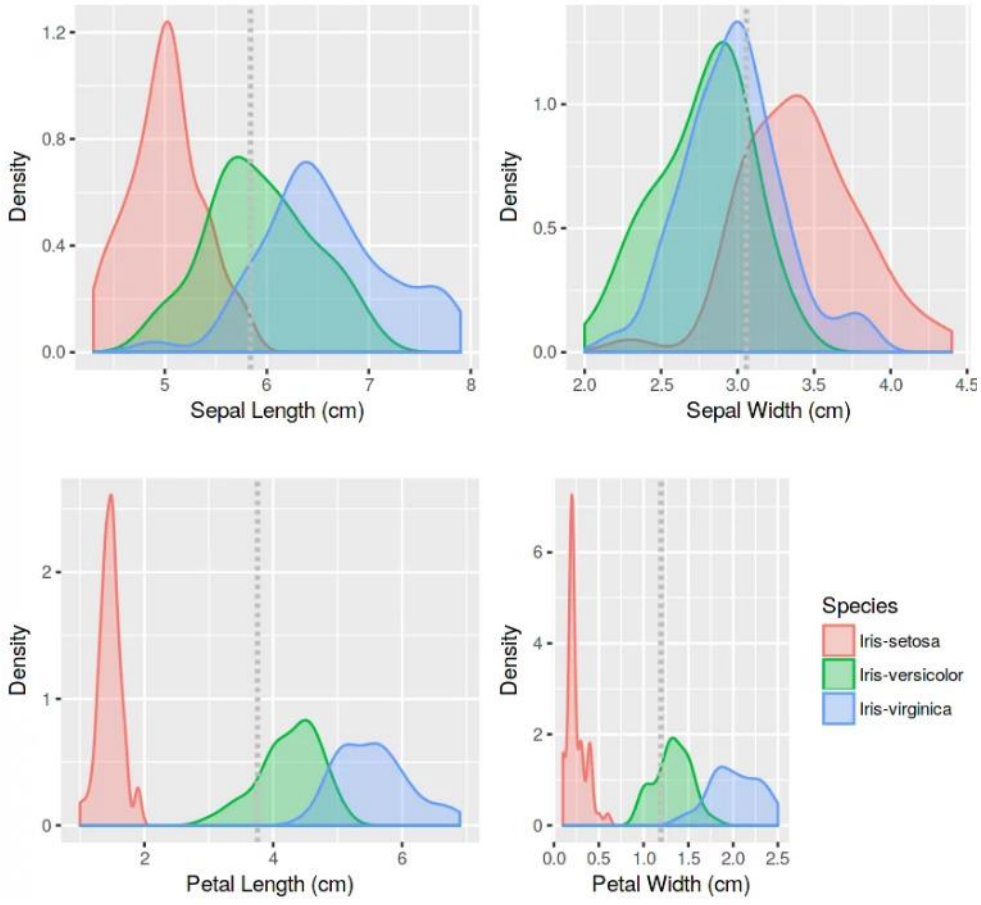 Density
1.2
0.8
0.4
0.0
5 6 7 8
Sepal Length (cm)
Density
1.0
0.5
0.0
2.0 2.5 3.0 3.5 4.0 4.5
Sepal Width (cm)
Density
2
1
0
2 4 6
Petal Length (cm)
Density
6
4
2
0
0.0 0.5 1.0 1.5 2.0 2.5
Petal Width (cm)
Species
Iris-setosa
Iris-versicolor
Iris-virginica